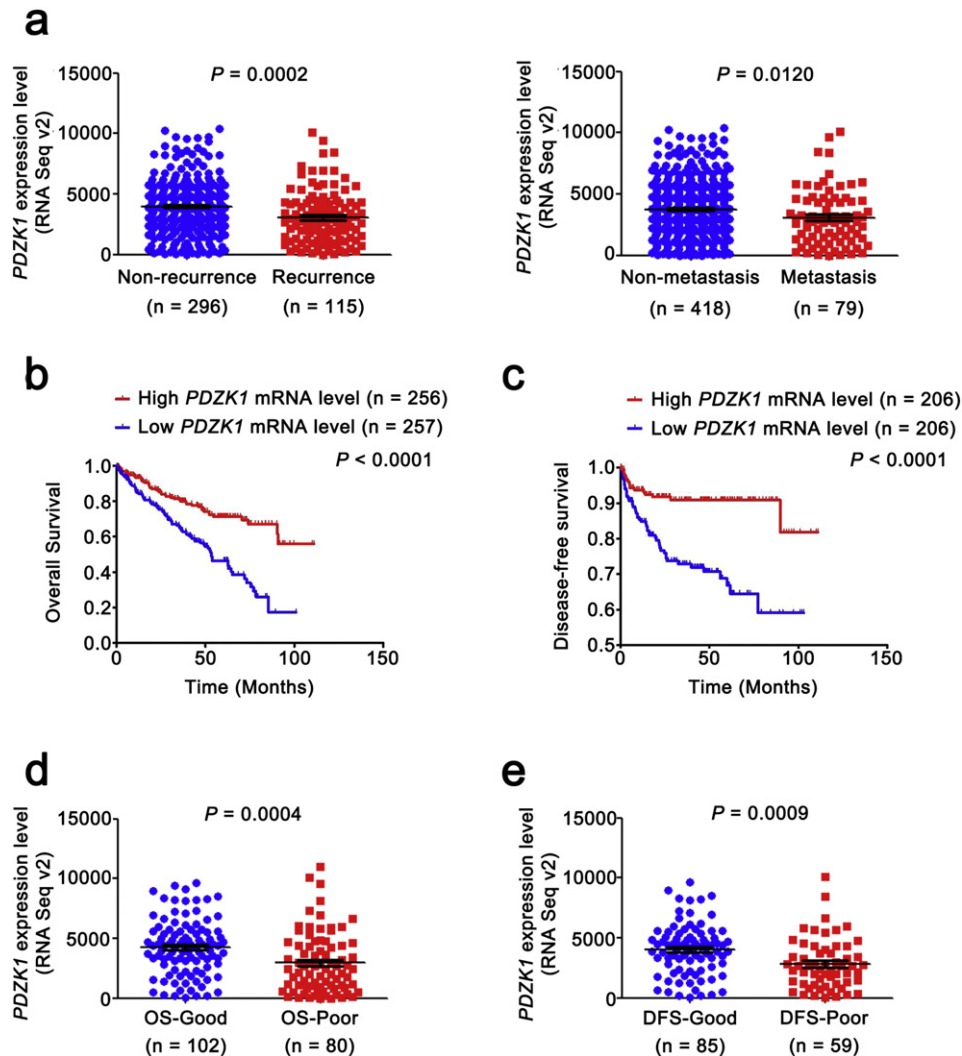 a
P = 0.0002
PDZK1 expression level
(RNA Seq v2)
15000
10000
5000
0
Non-recurrence Recurrence
(n = 296) (n = 115)
P = 0.0120
PDZK1 expression level
(RNA Seq v2)
15000
10000
5000
0
Non-metastasis Metastasis
(n = 418) (n = 79)
b
High PDZK1 mRNA level (n = 256)
Low PDZK1 mRNA level (n = 257)
P < 0.0001
Overall Survival
1.0
0.8
0.6
0.4
0.2
0.0
0 50 100 150
Time (Months)
c
High PDZK1 mRNA level (n = 206)
Low PDZK1 mRNA level (n = 206)
P < 0.0001
Disease-free survival
1.0
0.9
0.8
0.7
0.6
0.5
0 50 100 150
Time (Months)
d
P = 0.0004
PDZK1 expression level
(RNA Seq v2)
15000
10000
5000
0
OS-Good OS-Poor
(n = 102) (n = 80)
e
P = 0.0009
PDZK1 expression level
(RNA Seq v2)
15000
10000
5000
0
DFS-Good DFS-Poor
(n = 85) (n = 59)